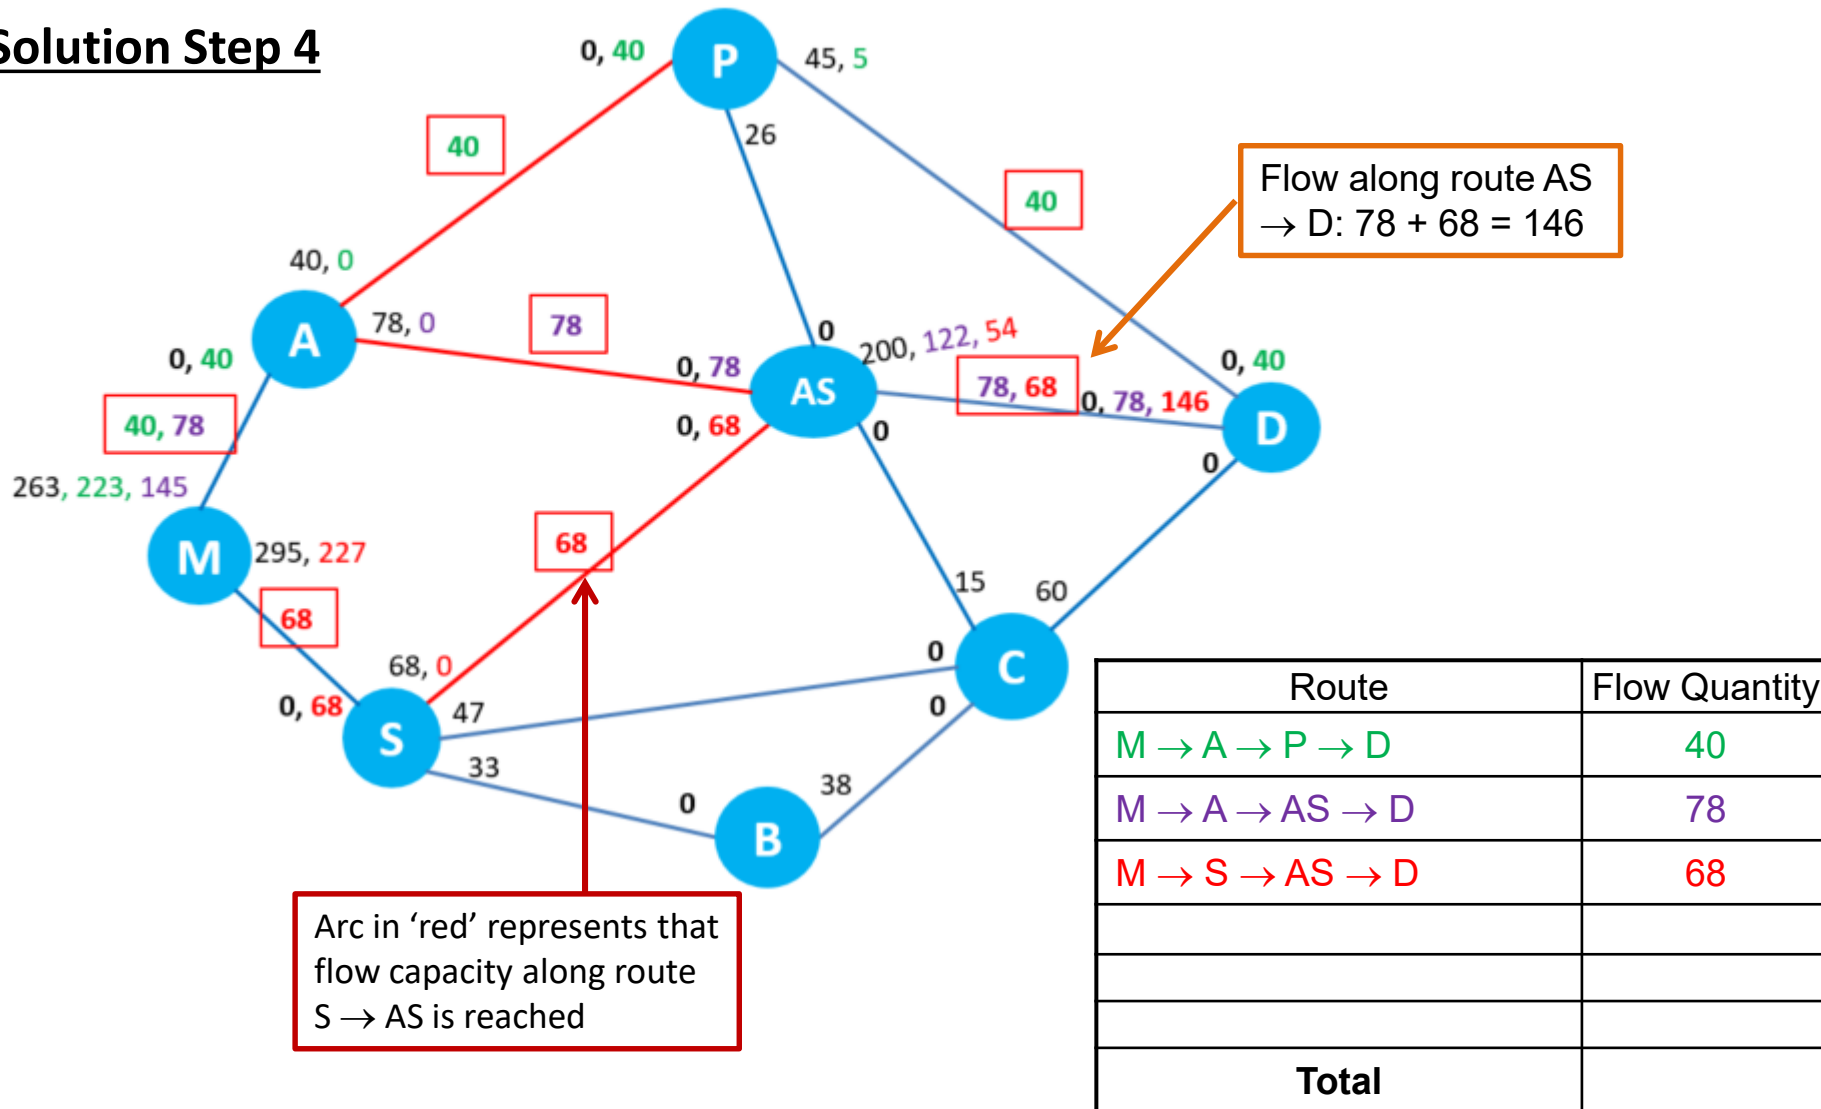 Solution Step 4
0, 40
P
45, 5
26
40
40
Flow along route AS
→ D: 78 + 68 = 146
40, 0
A
78, 0
78
0
200, 122, 54
0, 40
0, 40
0, 78
AS
78, 68
0, 78, 146
D
40, 78
0, 68
0
0
263, 223, 145
M
295, 227
68
15
60
68
68, 0
0
C
0, 68
S
47
0
33
0
38
B
Arc in ‘red’ represents that
flow capacity along route
S → AS is reached
Route Flow Quantity
M → A → P → D 40
M → A → AS → D 78
M → S → AS → D 68
Total